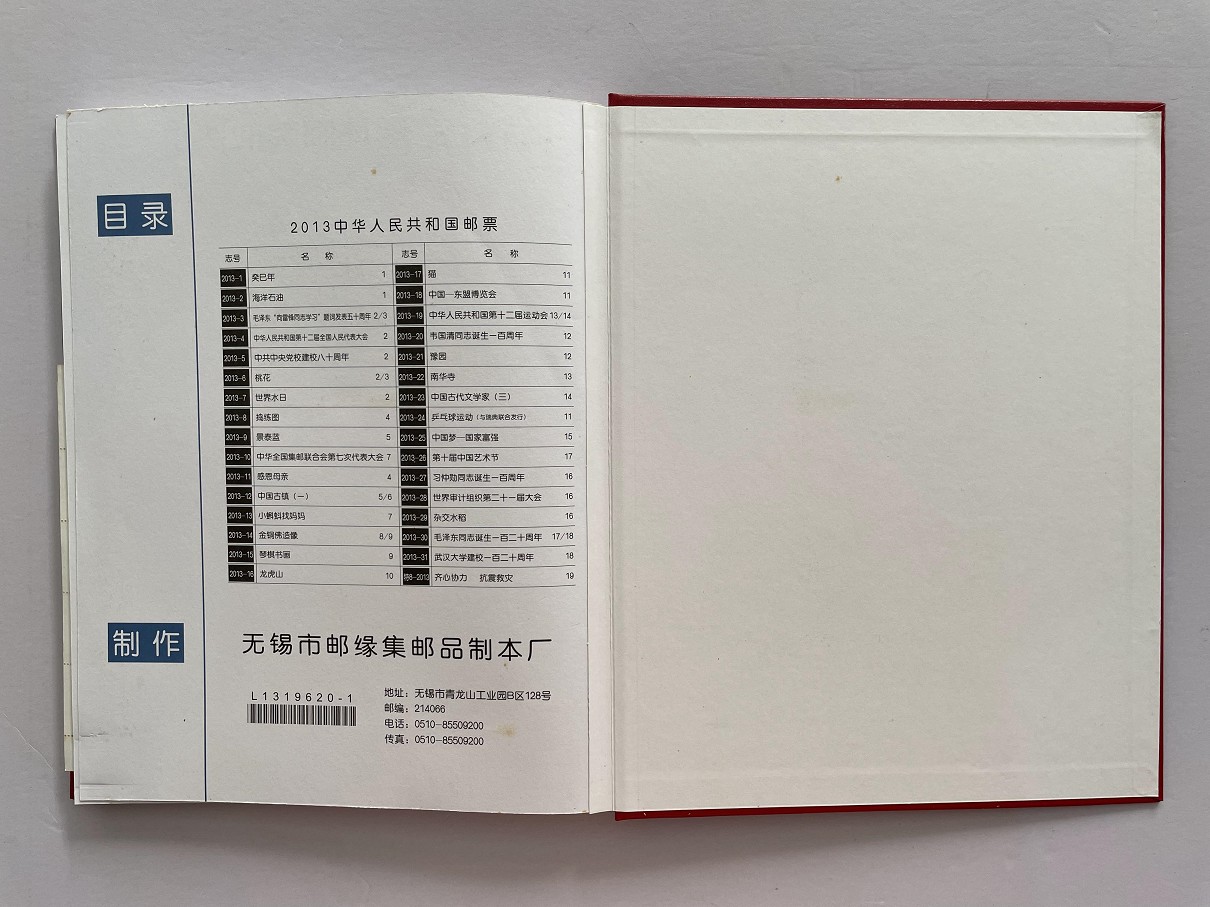 目录
2013中华人民共和国邮票
志号 名 称 志号 名 称
2013-1 癸巳年 1
2013-2 海洋石油 1
2013-3 毛泽东“向雷锋同志学习”题词发表五十周年 2/3
2013-4 中华人民共和国第十二届全国人民代表大会 2
2013-5 中共中央党校建校八十周年 2
2013-6 桃花 2/3
2013-7 世界水日 2
2013-8 捣练图 4
2013-9 景泰蓝 5
2013-10 中华全国集邮联合会第七次代表大会 7
2013-11 感恩母亲 4
2013-12 中国古镇（一） 5/6
2013-13 小蝌蚪找妈妈 7
2013-14 金铜佛造像 8/9
2013-15 琴棋书画 9
2013-16 龙虎山 10
2013-17 猫 11
2013-18 中国—东盟博览会 11
2013-19 中华人民共和国第十二届运动会 13/14
2013-20 韦国清同志诞生一百周年 12
2013-21 豫园 12
2013-22 南华寺 13
2013-23 中国古代文学家（三） 14
2013-24 乒乓球运动（与瑞典联合发行） 11
2013-25 中国梦—国家富强 15
2013-26 第十届中国艺术节 17
2013-27 习仲勋同志诞生一百周年 16
2013-28 世界审计组织第二十一届大会 16
2013-29 杂交水稻 16
2013-30 毛泽东同志诞生一百二十周年 17/18
2013-31 武汉大学建校一百二十周年 18
特8-2013 齐心协力 抗震救灾 19
制作
无锡市邮缘集邮品制本厂
L1319620-1
地址：无锡市青龙山工业园B区128号
邮编：214066
电话：0510-85509200
传真：0510-85509200